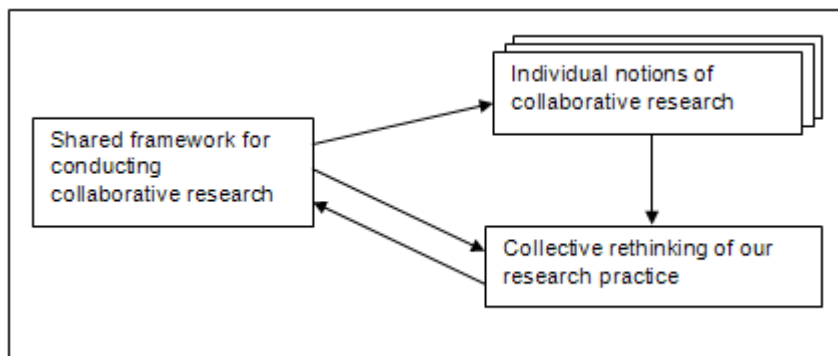 Individual notions of
collaborative research
Shared framework for
conducting
collaborative research
Collective rethinking of our
research practice